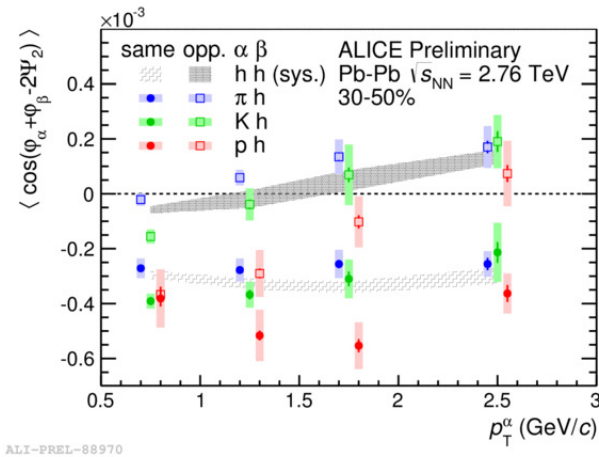 ×10⁻³
⟨ cos(φα+φβ-2Ψ2) ⟩
same opp. α β
h h (sys.)
π h
K h
p h
ALICE Preliminary
Pb-Pb √sNN = 2.76 TeV
30-50%
0.4
0.2
0
-0.2
-0.4
-0.6
0.5 1 1.5 2 2.5 3
pTα (GeV/c)
ALI-PREL-88970